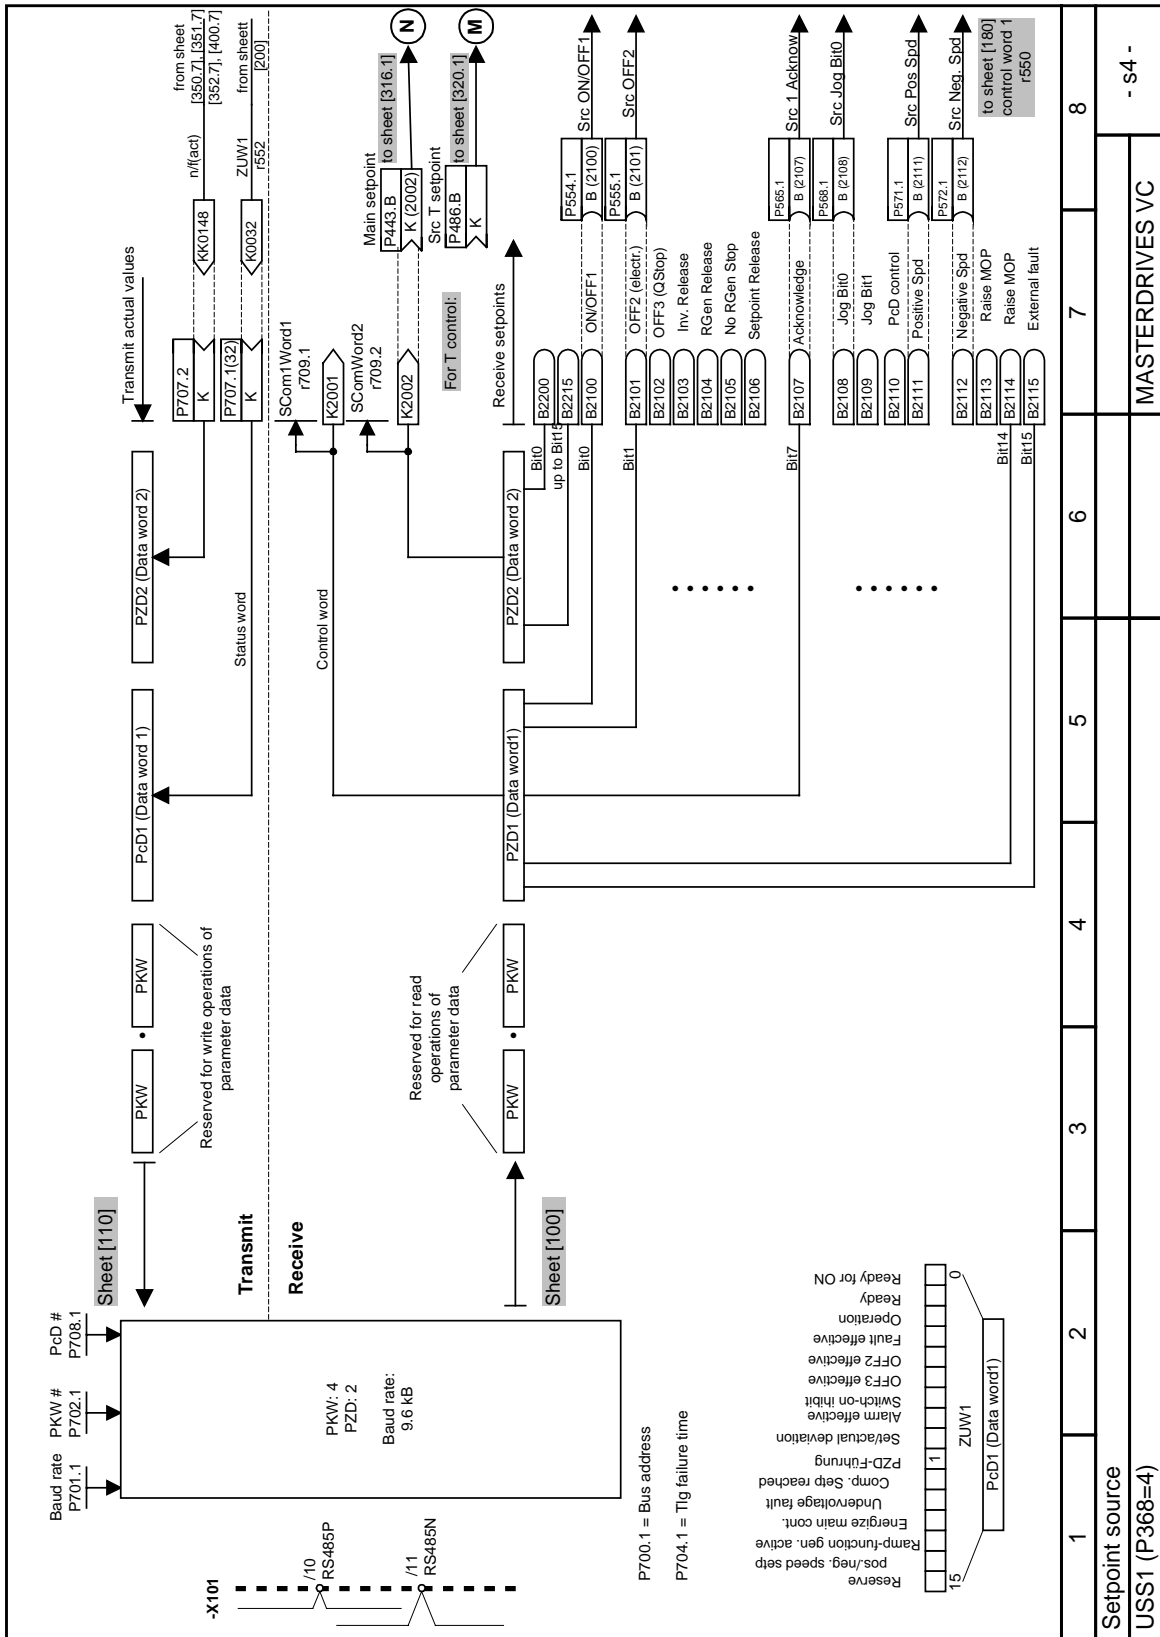 Baud rate
P701.1
PKW #
P702.1
PcD #
P708.1
Sheet [110]
-X101
/10
RS485P
/11
RS485N
PKW: 4
PZD: 2
Baud rate:
9.6 kB
Transmit
Receive
Sheet [100]
P700.1 = Bus address
P704.1 = Tlg failure time
Reserve
pos./neg. speed setp
Ramp-function gen. active
Energize main cont.
Undervoltage fault
Comp. Setp reached
PZD-Führung
Set/actual deviation
Alarm effective
Switch-on inhibit
OFF3 effective
OFF2 effective
Fault effective
Operation
Ready
Ready for ON
1
15
0
ZUW1
PcD1 (Data word1)
PKW
PKW
PcD1 (Data word 1)
PZD2 (Data word 2)
Transmit actual values
Reserved for write operations of
parameter data
P707.2
K
KK0148
n/f(act)
from sheet
[350.7], [351.7]
[352.7], [400.7]
P707.1(32)
K
K0032
ZUW1
r552
from sheett
[200]
Status word
SCom1Word1
r709.1
K2001
Control word
SComWord2
r709.2
K2002
Main setpoint
P443.B
K (2002)
to sheet [316.1]
N
For T control:
Src T setpoint
P486.B
K
to sheet [320.1]
M
Reserved for read
operations of
parameter data
PKW
PKW
PZD1 (Data word1)
PZD2 (Data word 2)
Receive setpoints
Bit0
B2200
up to Bit15
B2215
Bit0
B2100
ON/OFF1
P554.1
B (2100)
Src ON/OFF1
Bit1
B2101
OFF2 (electr.)
P555.1
B (2101)
Src OFF2
B2102
OFF3 (QStop)
B2103
Inv. Release
B2104
RGen Release
B2105
No RGen Stop
B2106
Setpoint Release
Bit7
B2107
Acknowledge
P565.1
B (2107)
Src 1 Acknow
B2108
Jog Bit0
P568.1
B (2108)
Src Jog Bit0
B2109
Jog Bit1
B2110
PcD control
B2111
Positive Spd
P571.1
B (2111)
Src Pos Spd
B2112
Negative Spd
P572.1
B (2112)
Src Neg. Spd
B2113
Raise MOP
Bit14
B2114
Raise MOP
Bit15
B2115
External fault
to sheet [180]
control word 1
r550
1
2
3
4
5
6
7
8
Setpoint source
USS1 (P368=4)
MASTERDRIVES VC
- s4 -